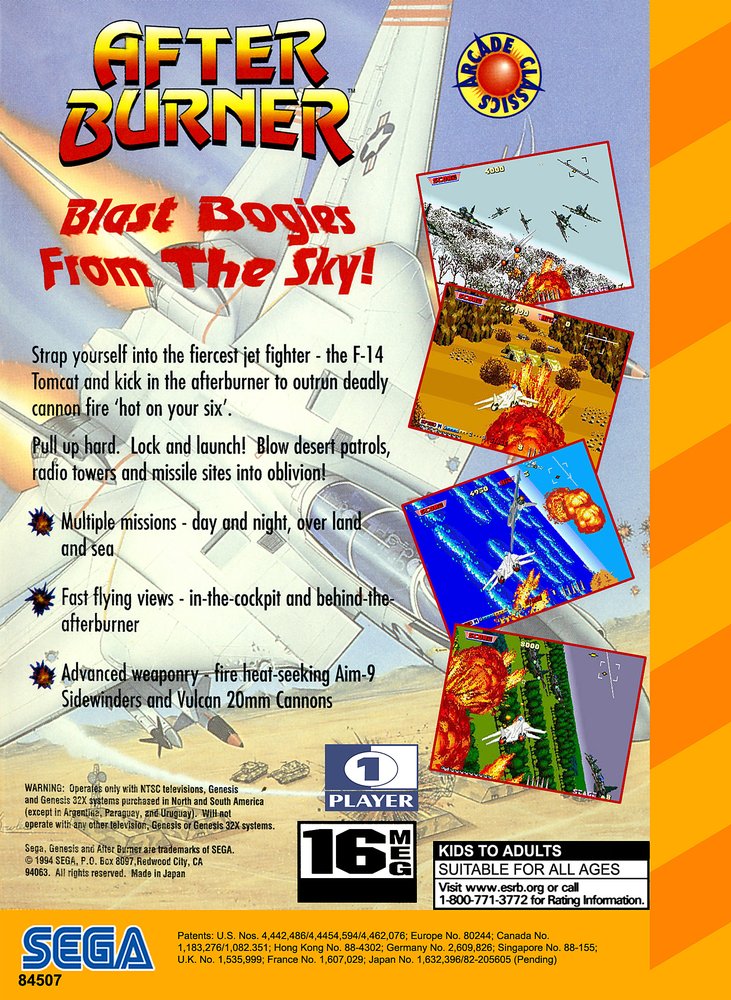 AFTER
BURNER™
ARCADE CLASSICS
Blast Bogies
From The Sky!
Strap yourself into the fiercest jet fighter - the F-14
Tomcat and kick in the afterburner to outrun deadly
cannon fire ‘hot on your six’.
Pull up hard. Lock and launch! Blow desert patrols,
radio towers and missile sites into oblivion!
Multiple missions - day and night, over land
and sea
Fast flying views - in-the-cockpit and behind-the-
afterburner
Advanced weaponry - fire heat-seeking Aim-9
Sidewinders and Vulcan 20mm Cannons
4000
4950
8000
WARNING: Operates only with NTSC televisions, Genesis
and Genesis 32X systems purchased in North and South America
(except in Argentina, Paraguay, and Uruguay). Will not
operate with any other television, Genesis or Genesis 32X systems.
Sega, Genesis and After Burner are trademarks of SEGA.
© 1994 SEGA, P.O. Box 8097, Redwood City, CA
94063. All rights reserved. Made in Japan
1
PLAYER
16 MEG
KIDS TO ADULTS
SUITABLE FOR ALL AGES
Visit www.esrb.org or call
1-800-771-3772 for Rating Information.
SEGA
84507
Patents: U.S. Nos. 4,442,486/4,4454,594/4,462,076; Europe No. 80244; Canada No.
1,183,276/1,082.351; Hong Kong No. 88-4302; Germany No. 2,609,826; Singapore No. 88-155;
U.K. No. 1,535,999; France No. 1,607,029; Japan No. 1,632,396/82-205605 (Pending)